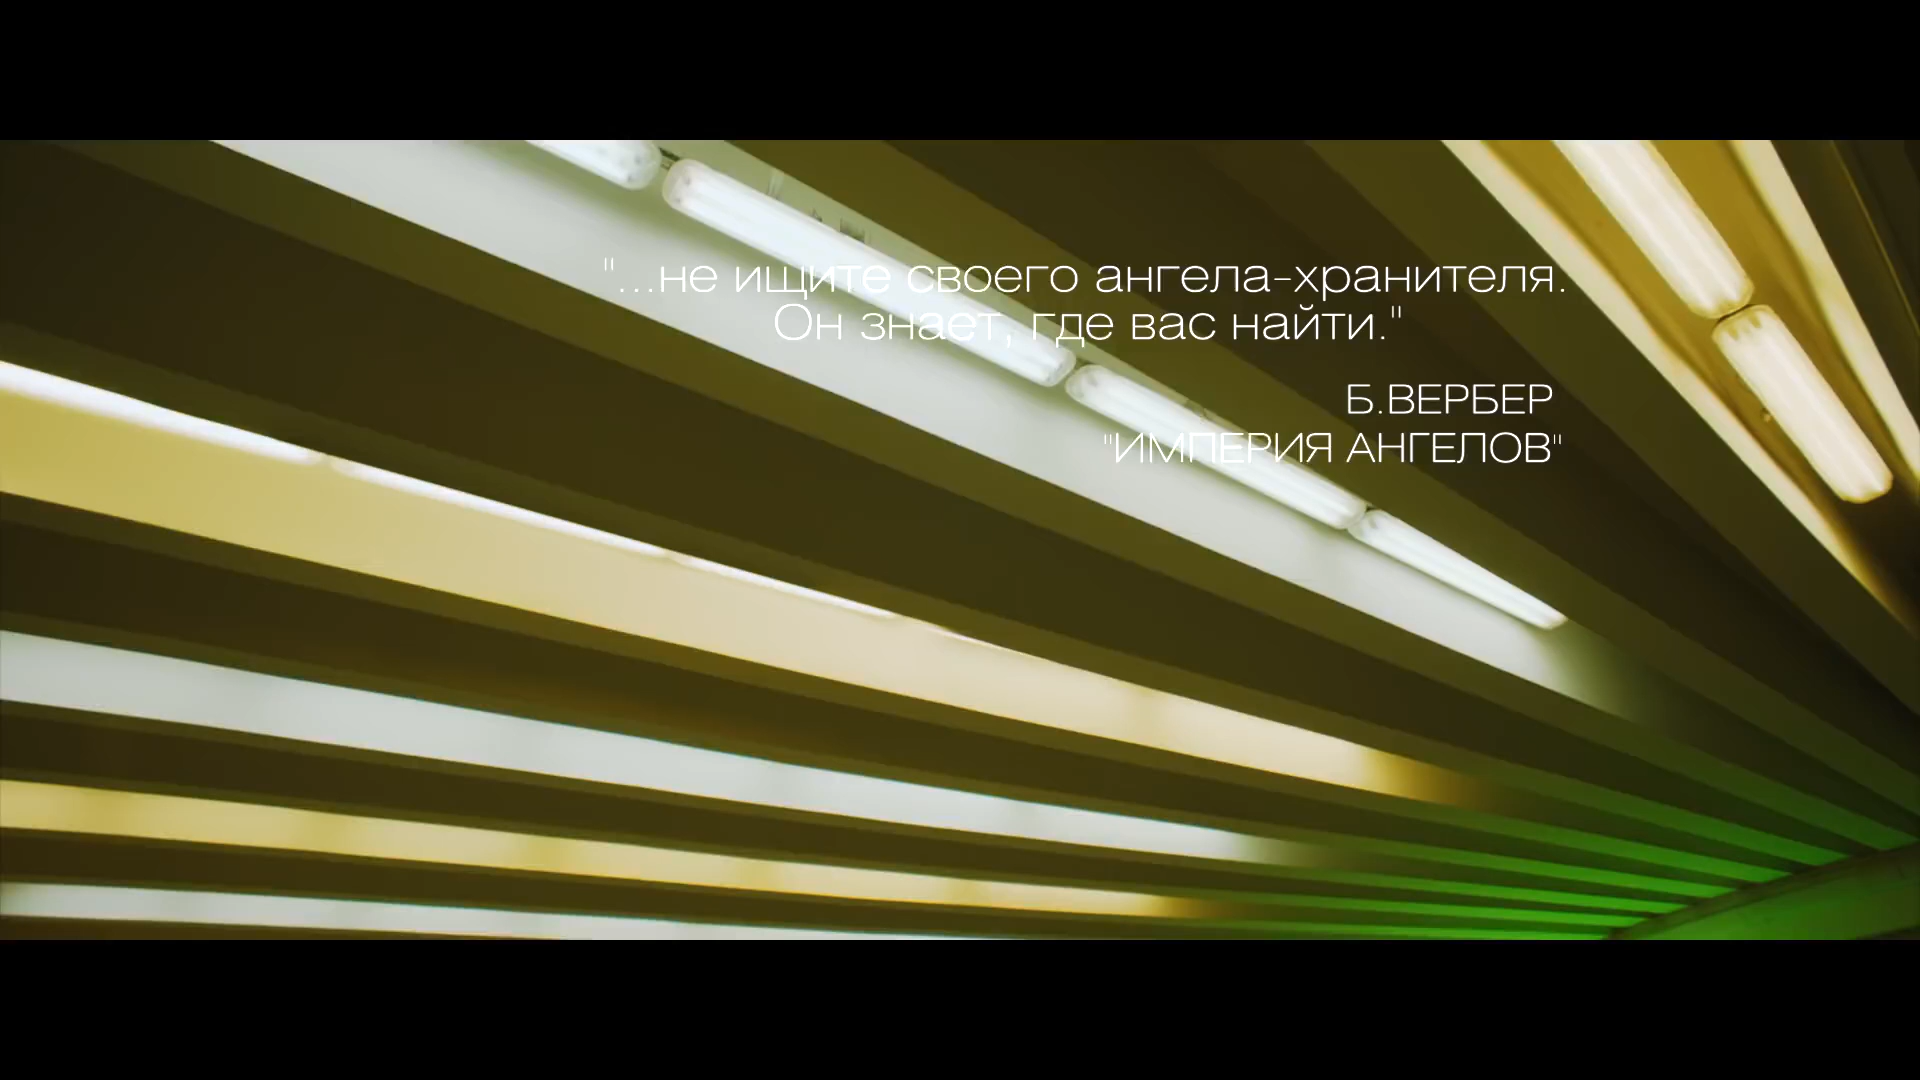 "...не ищите своего ангела-хранителя.
Он знает, где вас найти."
Б.ВЕРБЕР
"ИМПЕРИЯ АНГЕЛОВ"